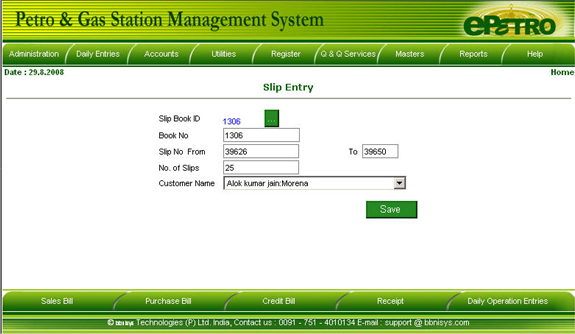 Petro & Gas Station Management System
ePETRO
Administration Daily Entries Accounts Utilities Register Q & Q Services Masters Reports Help
Date : 29.8.2008 Home
Slip Entry
Slip Book ID 1306 ...
Book No 1306
Slip No From 39626 To 39650
No. of Slips 25
Customer Name Alok kumar jain:Morena
Save
Sales Bill Purchase Bill Credit Bill Receipt Daily Operation Entries
© bbnisys Technologies (P) Ltd. India, Contact us : 0091 - 751 - 4010134 E-mail : support @ bbnisys.com